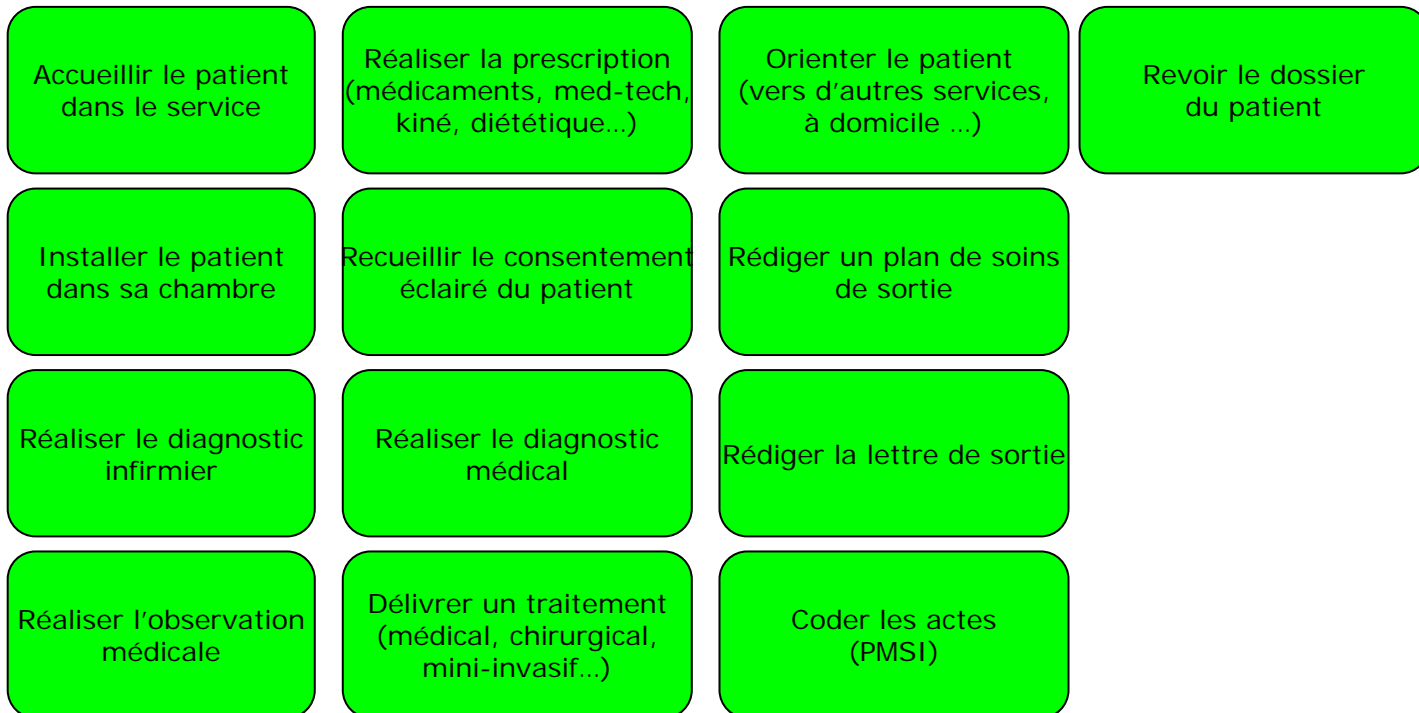 Accueillir le patient
dans le service
Réaliser la prescription
(médicaments, med-tech,
kiné, diététique...)
Orienter le patient
(vers d'autres services,
à domicile ...)
Revoir le dossier
du patient
Installer le patient
dans sa chambre
Recueillir le consentement
éclairé du patient
Rédiger un plan de soins
de sortie
Réaliser le diagnostic
infirmier
Réaliser le diagnostic
médical
Rédiger la lettre de sortie
Réaliser l'observation
médicale
Délivrer un traitement
(médical, chirurgical,
mini-invasif...)
Coder les actes
(PMSI)